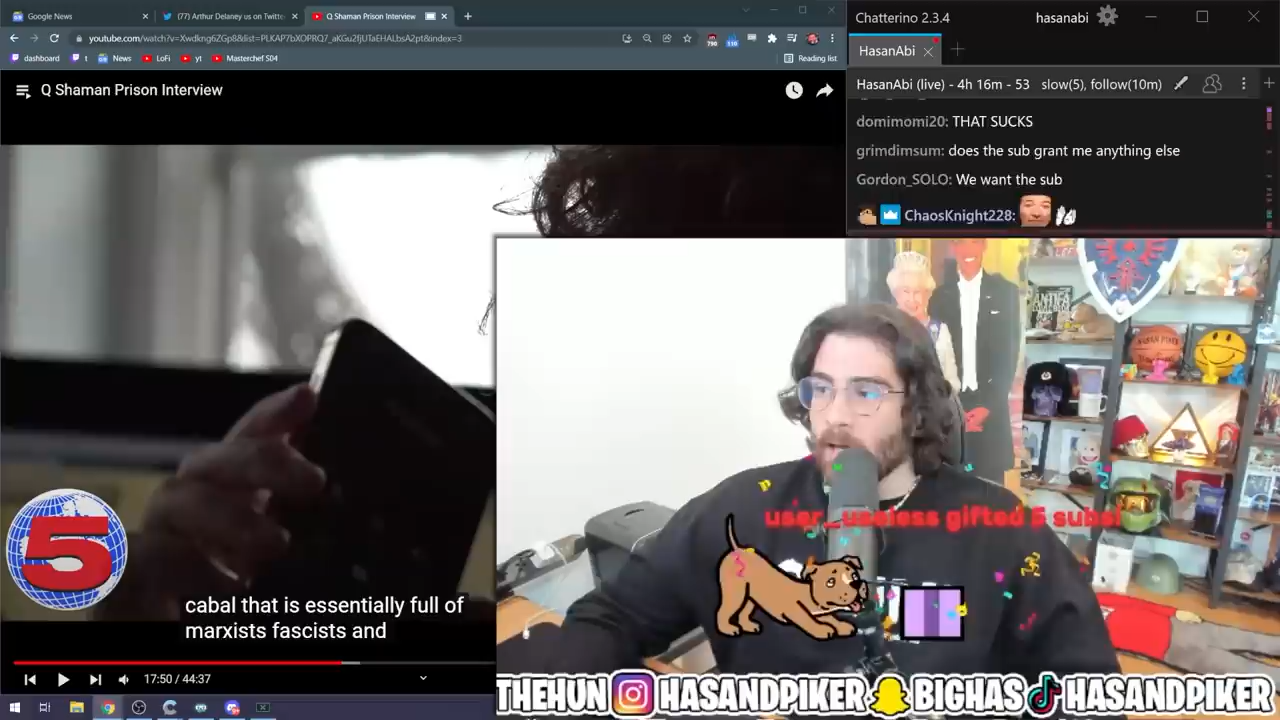 Google News
(77) Arthur Delaney us on Twitte
Q Shaman Prison Interview
youtube.com/watch?v=Xwdkng6ZGp8&list=PLKAP7bXOPRQ7_aKGu2fjUTaEHALbsA2pt&index=3
790
110
dashboard
t
News
LoFi
yt
Masterchef S04
Reading list
Q Shaman Prison Interview
5
cabal that is essentially full of
marxists fascists and
17:50 / 44:37
Chatterino 2.3.4
hasanabi
HasanAbi
HasanAbi (live) - 4h 16m - 53 slow(5), follow(10m)
domimomi20: THAT SUCKS
grimdimsum: does the sub grant me anything else
Gordon_SOLO: We want the sub
ChaosKnight228:
ANTIFA
user_useless gifted 5 subs!
THEHUN HASANDPIKER BIGHAS HASANDPIKER